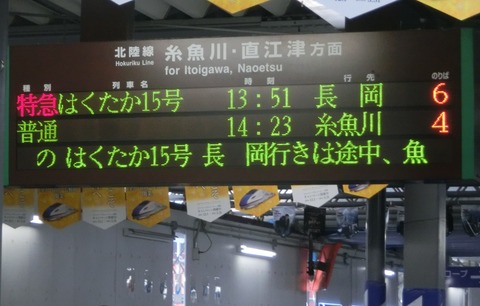 北陸線 糸魚川・直江津方面
Hokuriku Line for Itoigawa, Naoetsu
種別 列車名 時刻 行先 のりば
特急 はくたか15号 13:51 長岡 6
普通 14:23 糸魚川 4
の はくたか15号 長岡行きは途中、魚